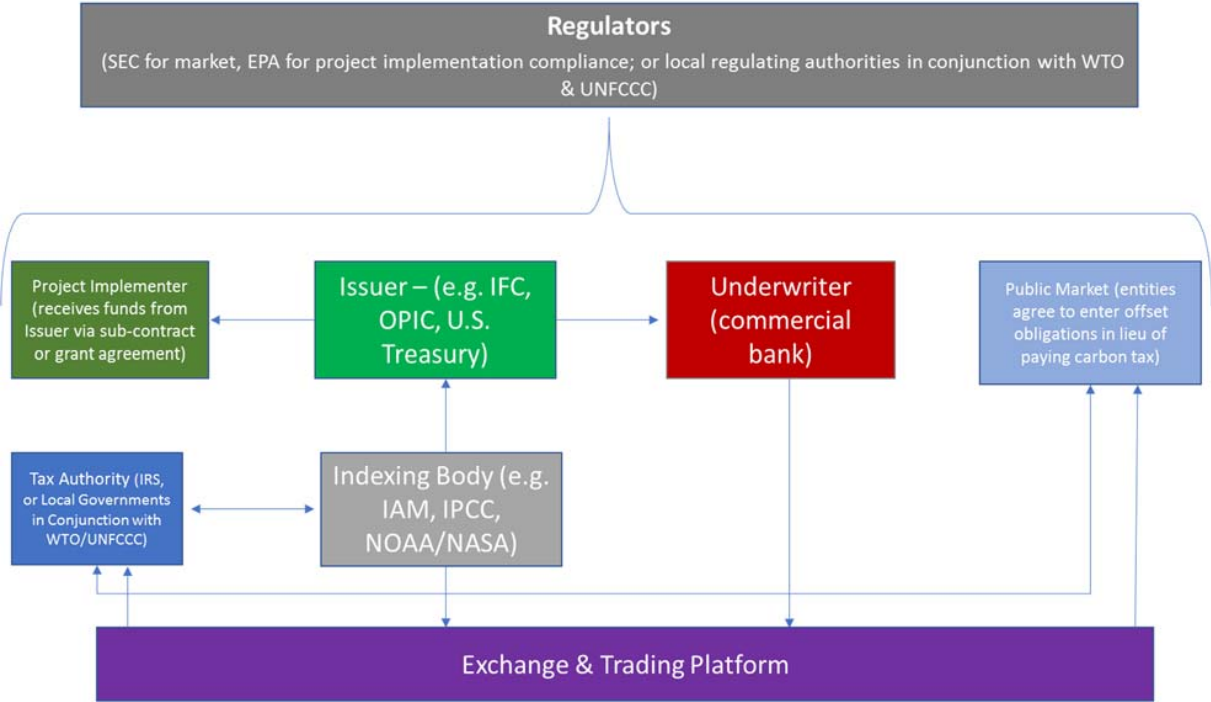 Regulators
(SEC for market, EPA for project implementation compliance; or local regulating authorities in conjunction with WTO
& UNFCCC)
Project Implementer
(receives funds from
Issuer via sub-contract
or grant agreement)
Issuer – (e.g. IFC,
OPIC, U.S.
Treasury)
Underwriter
(commercial
bank)
Public Market (entities
agree to enter offset
obligations in lieu of
paying carbon tax)
Tax Authority (IRS,
or Local Governments
in Conjunction with
WTO/UNFCCC)
Indexing Body (e.g.
IAM, IPCC,
NOAA/NASA)
Exchange & Trading Platform